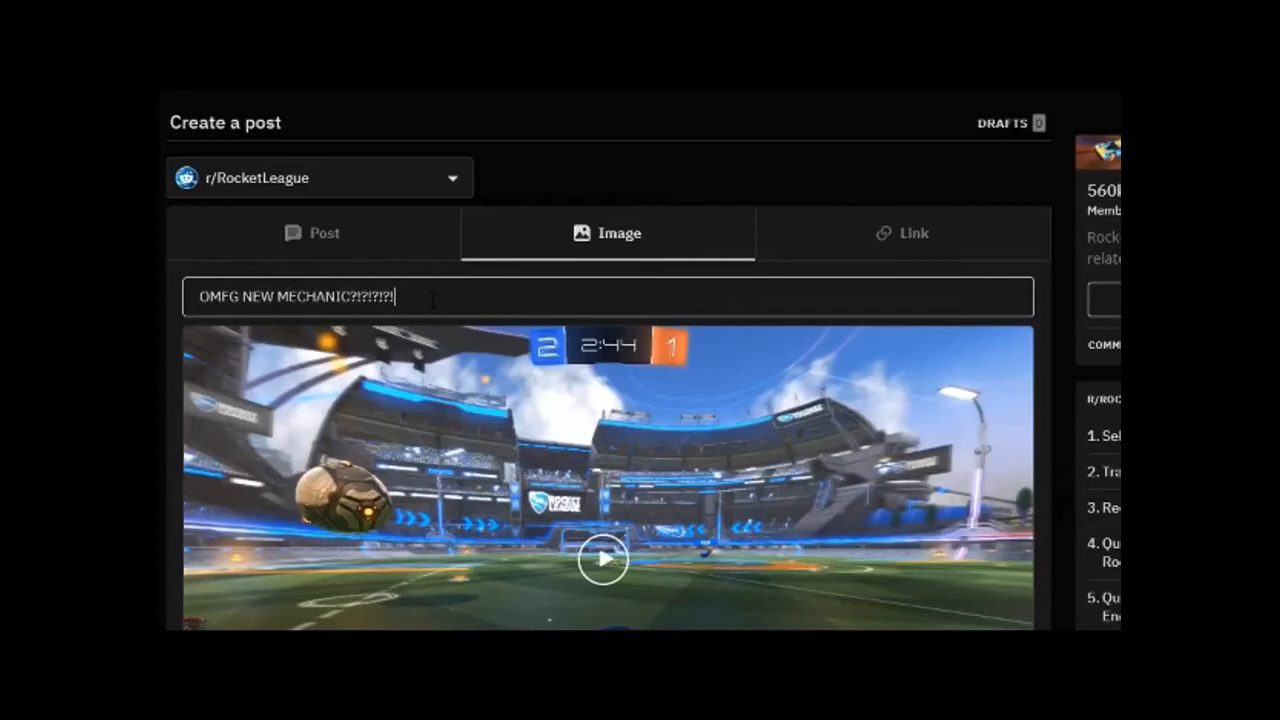 Create a post
DRAFTS 0
r/RocketLeague
Post
Image
Link
OMFG NEW MECHANIC?!?!?!?!
2
2:44
1
ROCKET
LEAGUE
560
Memb
Rock
relate
COMM
R/ROC
1. Sel
2. Tra
3. Re
4. Qu
Ro
5. Qu
En